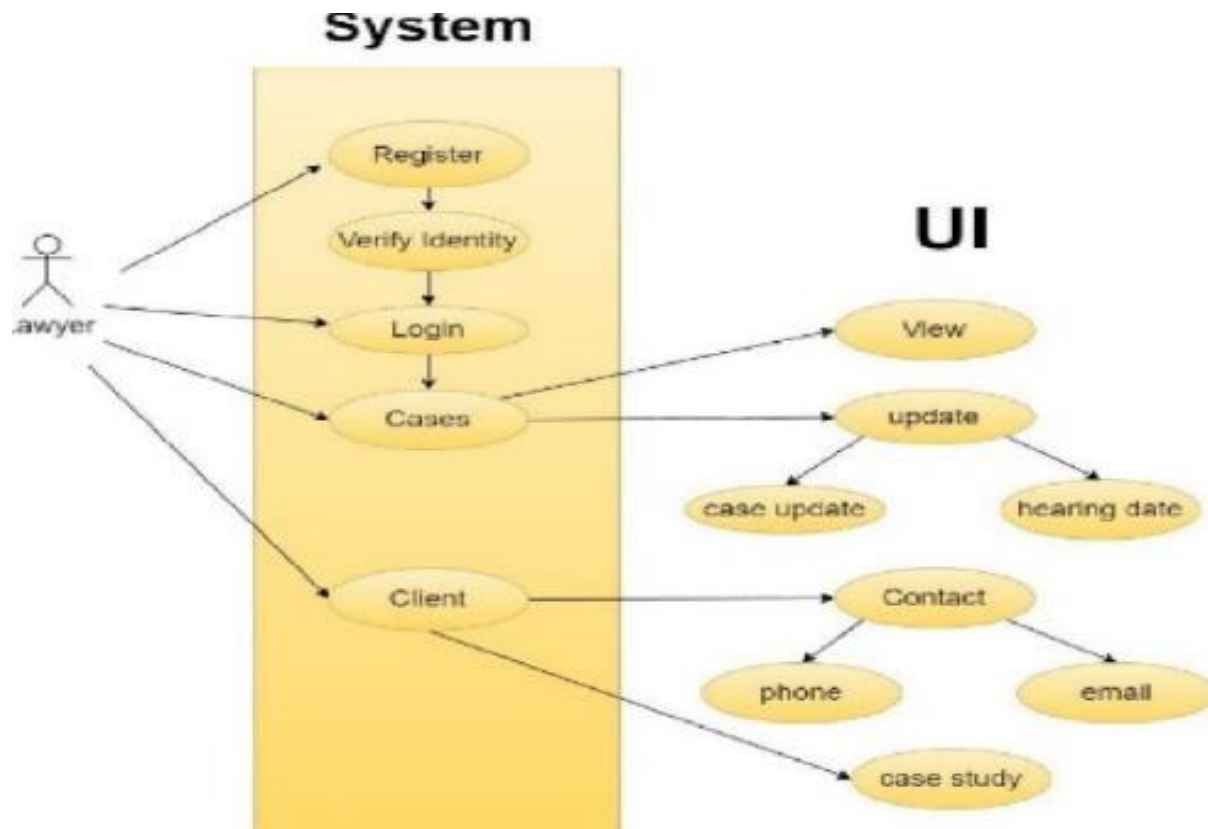 System
Register
Verify Identity
UI
Lawyer
Login
View
Cases
update
case update
hearing date
Client
Contact
phone
email
case study